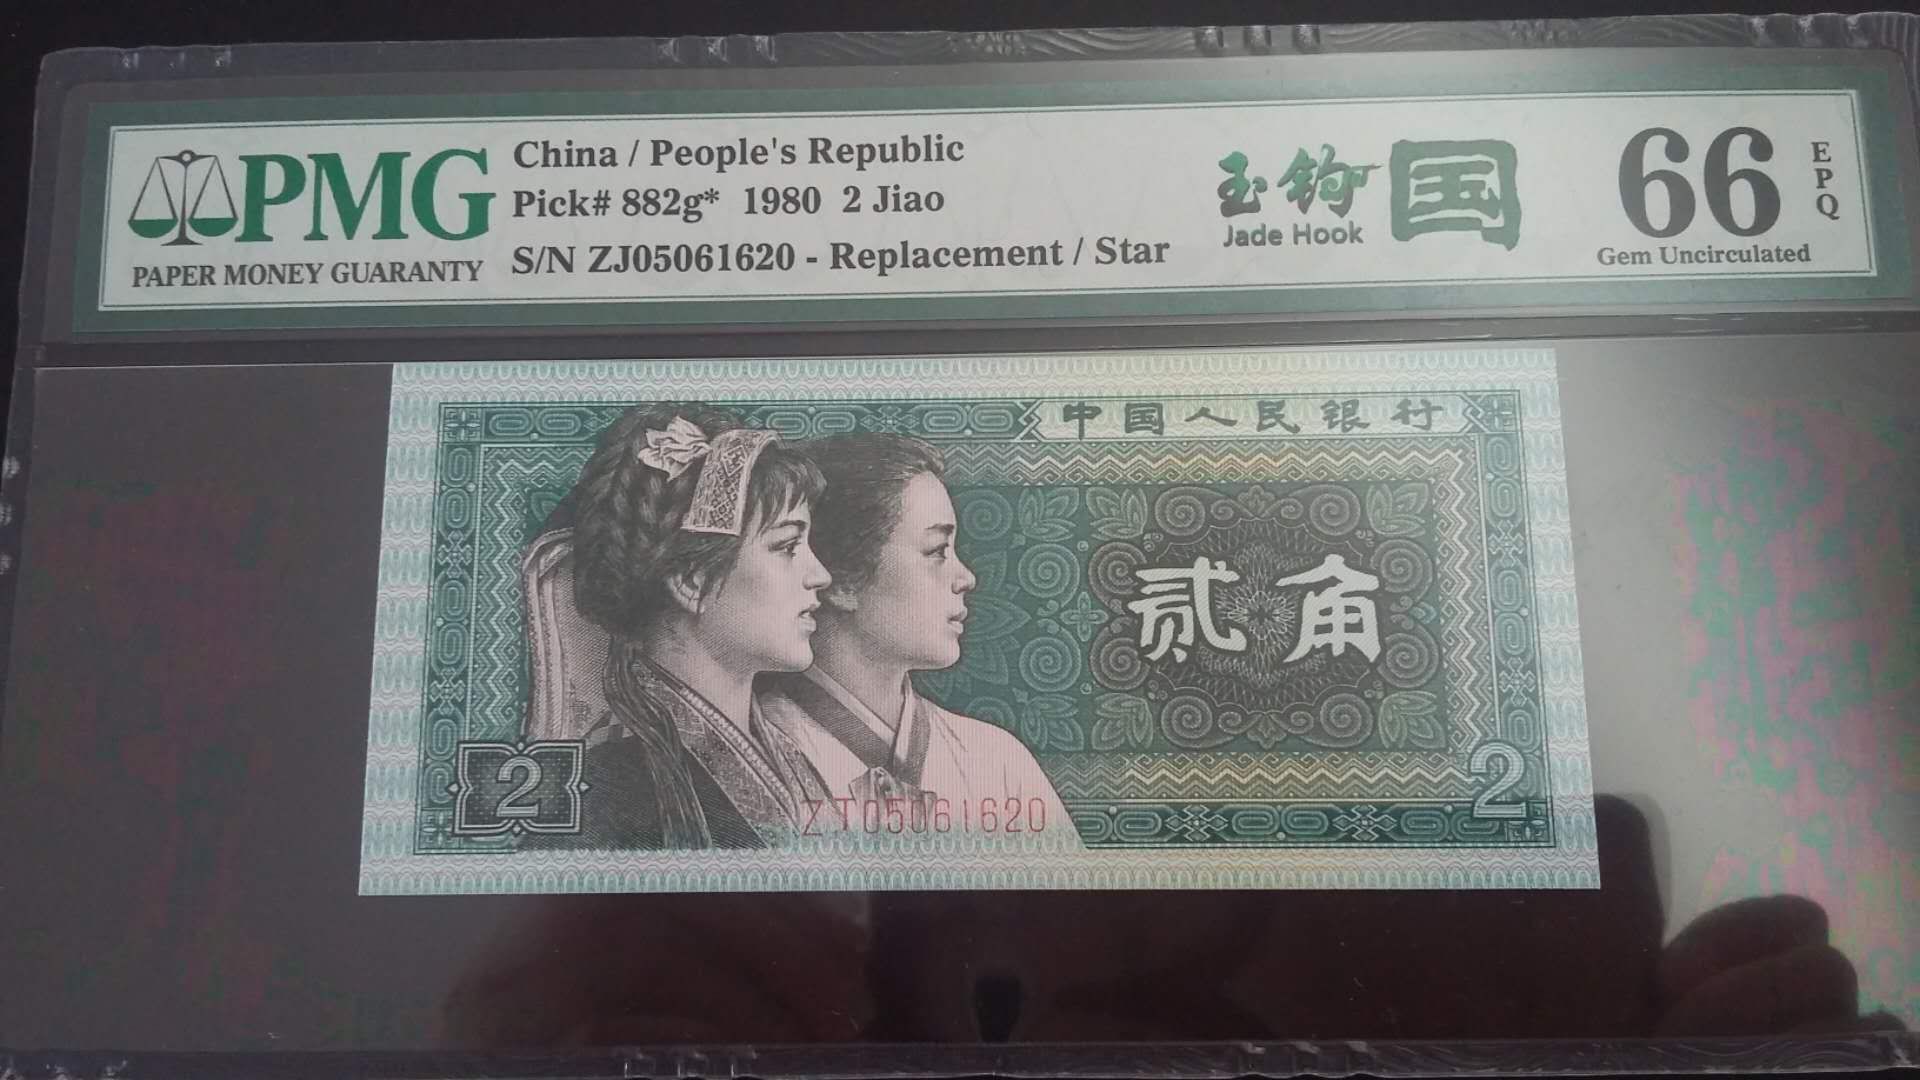 PMG
PAPER MONEY GUARANTY
China / People's Republic
Pick# 882g* 1980 2 Jiao
S/N ZJ05061620 - Replacement / Star
玉钩国
Jade Hook
66
EPQ
Gem Uncirculated
中国人民银行
贰角
2
2
ZT05061620